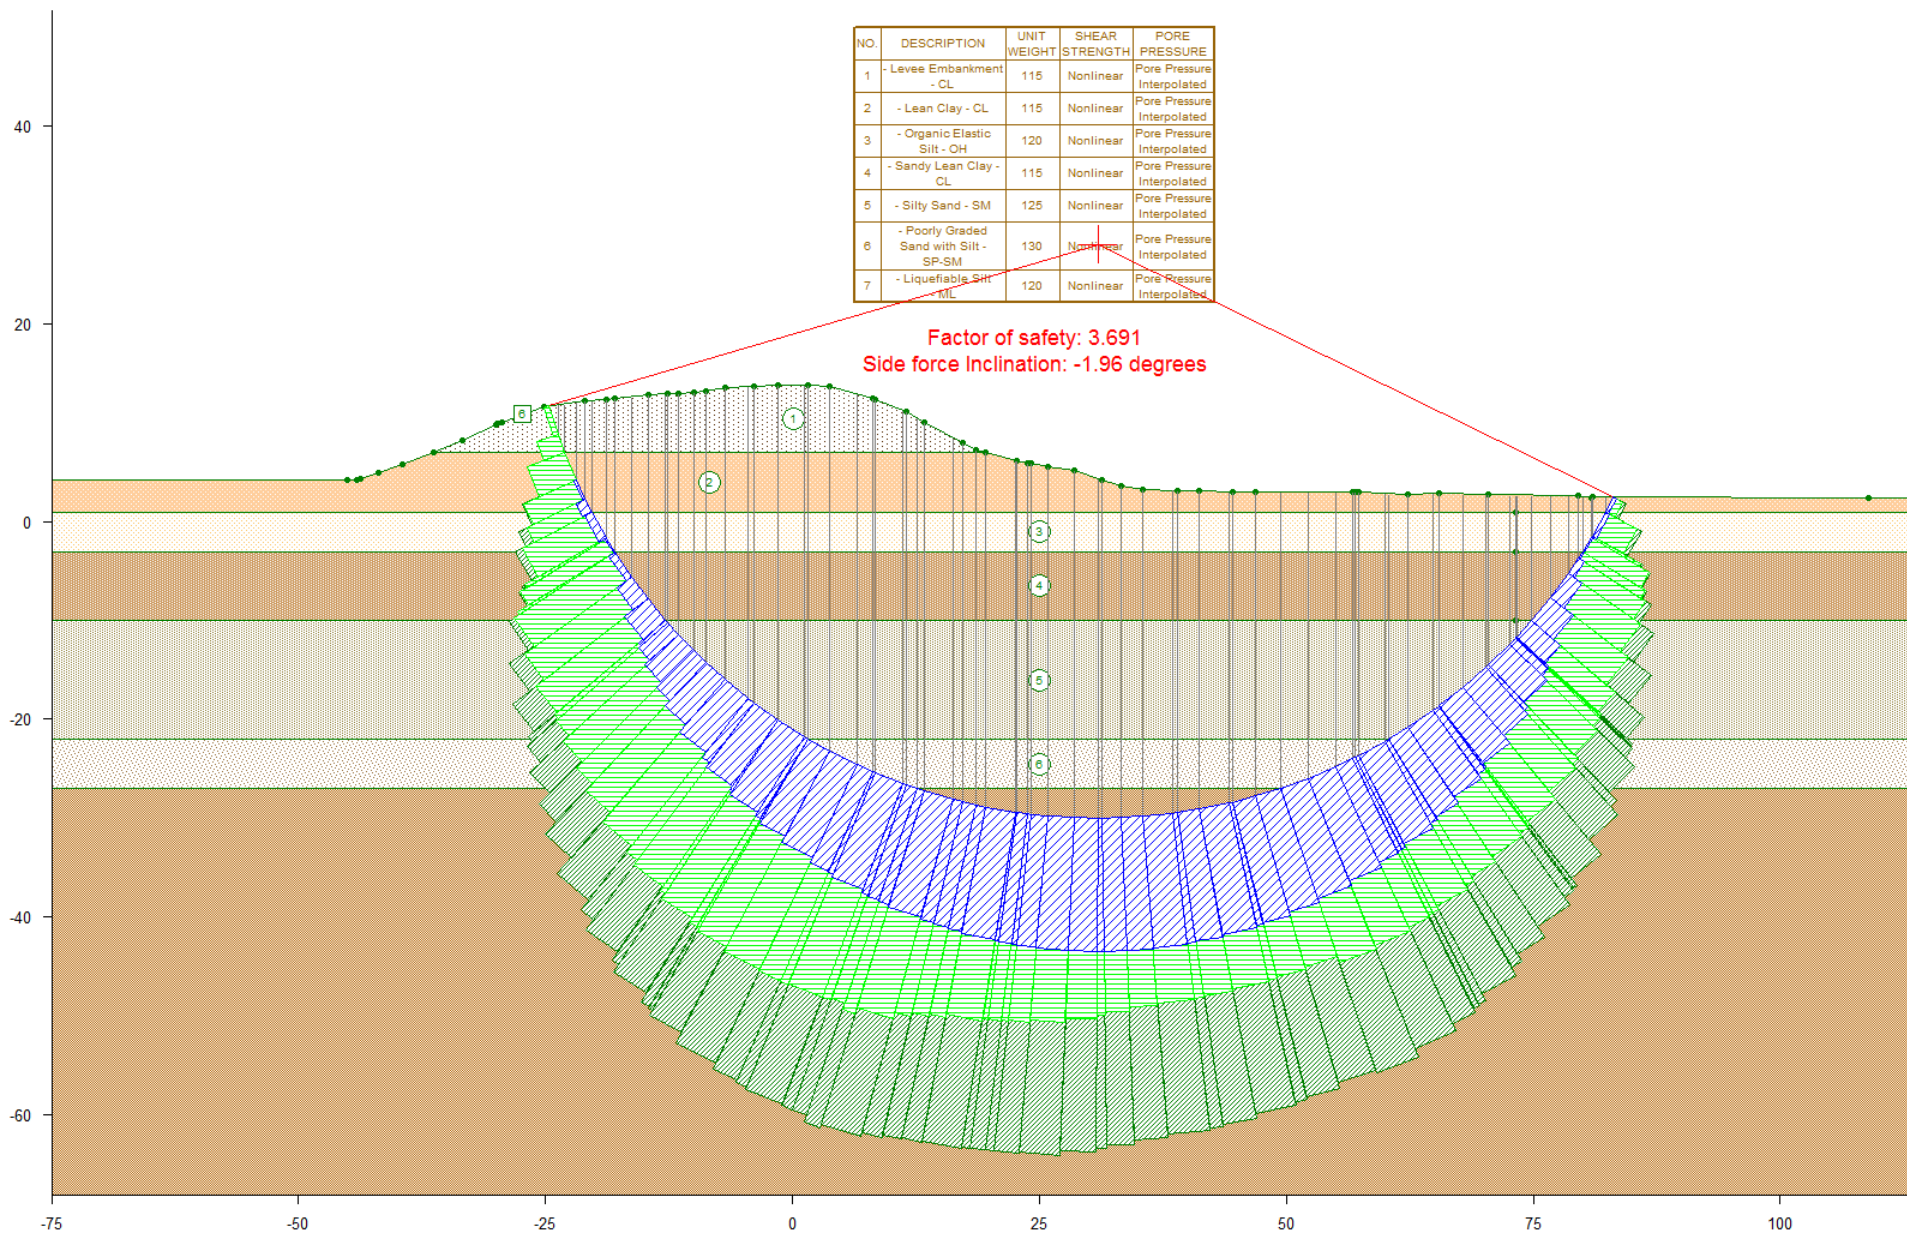 NO. DESCRIPTION UNIT WEIGHT SHEAR STRENGTH PORE PRESSURE
1 - Levee Embankment - CL 115 Nonlinear Pore Pressure Interpolated
2 - Lean Clay - CL 115 Nonlinear Pore Pressure Interpolated
3 - Organic Elastic Silt - OH 120 Nonlinear Pore Pressure Interpolated
4 - Sandy Lean Clay - CL 115 Nonlinear Pore Pressure Interpolated
5 - Silty Sand - SM 125 Nonlinear Pore Pressure Interpolated
6 - Poorly Graded Sand with Silt - SP-SM 130 Nonlinear Pore Pressure Interpolated
7 - Liquefiable Silt ML 120 Nonlinear Pore Pressure Interpolated
Factor of safety: 3.691
Side force Inclination: -1.96 degrees
40
20
0
-20
-40
-60
6
1
2
3
4
5
6
-75 -50 -25 0 25 50 75 100